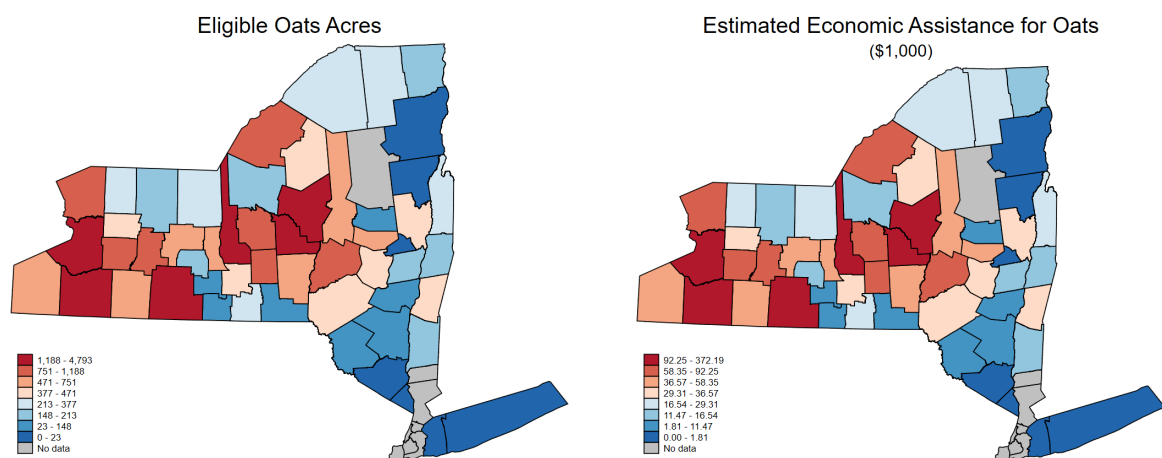 Eligible Oats Acres
1,188 - 4,793
751 - 1,188
471 - 751
377 - 471
213 - 377
148 - 213
23 - 148
0 - 23
No data
Estimated Economic Assistance for Oats
($1,000)
92.25 - 372.19
58.35 - 92.25
36.57 - 58.35
29.31 - 36.57
16.54 - 29.31
11.47 - 16.54
1.81 - 11.47
0.00 - 1.81
No data